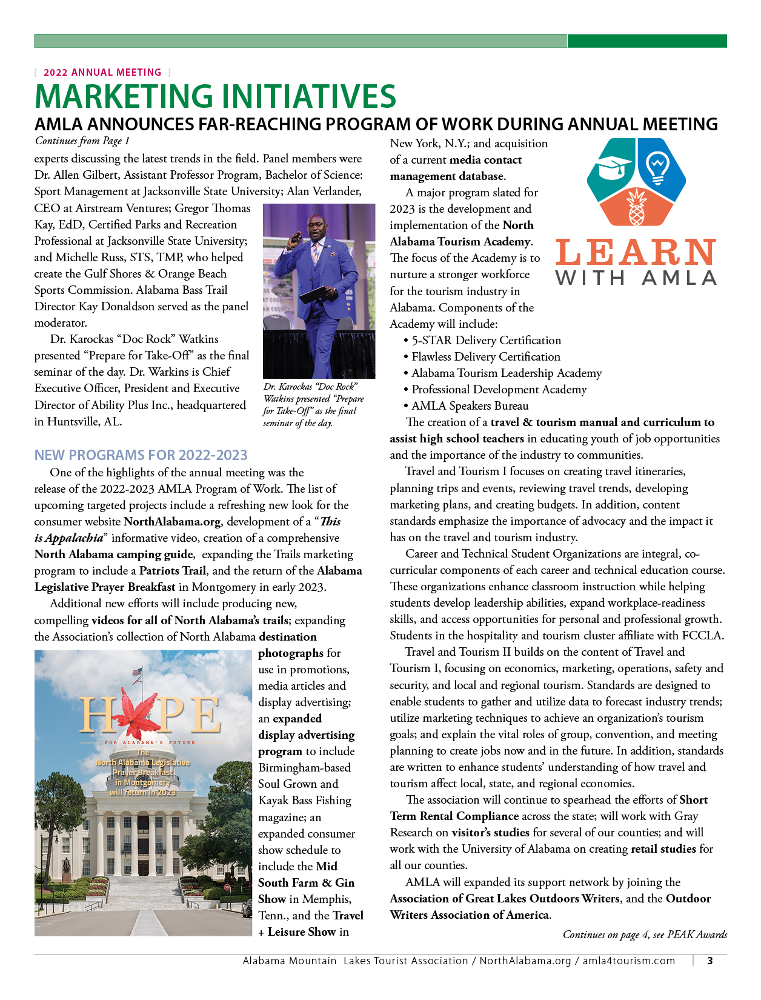 [ 2022 ANNUAL MEETING ]
MARKETING INITIATIVES
AMLA ANNOUNCES FAR-REACHING PROGRAM OF WORK DURING ANNUAL MEETING
Continues from Page 1
experts discussing the latest trends in the field. Panel members were
Dr. Allen Gilbert, Assistant Professor Program, Bachelor of Science:
Sport Management at Jacksonville State University; Alan Verlander,
CEO at Airstream Ventures; Gregor Thomas
Kay, EdD, Certified Parks and Recreation
Professional at Jacksonville State University;
and Michelle Russ, STS, TMP, who helped
create the Gulf Shores & Orange Beach
Sports Commission. Alabama Bass Trail
Director Kay Donaldson served as the panel
moderator.
Dr. Karockas “Doc Rock” Watkins
presented “Prepare for Take-Off” as the final
seminar of the day. Dr. Warkins is Chief
Executive Officer, President and Executive
Director of Ability Plus Inc., headquartered
in Huntsville, AL.
Dr. Karockas “Doc Rock”
Watkins presented “Prepare
for Take-Off” as the final
seminar of the day.
NEW PROGRAMS FOR 2022-2023
One of the highlights of the annual meeting was the
release of the 2022-2023 AMLA Program of Work. The list of
upcoming targeted projects include a refreshing new look for the
consumer website NorthAlabama.org, development of a “This
is Appalachia” informative video, creation of a comprehensive
North Alabama camping guide, expanding the Trails marketing
program to include a Patriots Trail, and the return of the Alabama
Legislative Prayer Breakfast in Montgomery in early 2023.
Additional new efforts will include producing new,
compelling videos for all of North Alabama’s trails; expanding
the Association’s collection of North Alabama destination
photographs for
use in promotions,
media articles and
display advertising;
an expanded
display advertising
program to include
Birmingham-based
Soul Grown and
Kayak Bass Fishing
magazine; an
expanded consumer
show schedule to
include the Mid
South Farm & Gin
Show in Memphis,
Tenn., and the Travel
+ Leisure Show in
H PE
FOR ALABAMA'S FUTURE
The
North Alabama Legislative
Prayer Breakfast
in Montgomery
will return in 2023
New York, N.Y.; and acquisition
of a current media contact
management database.
A major program slated for
2023 is the development and
implementation of the North
Alabama Tourism Academy.
The focus of the Academy is to
nurture a stronger workforce
for the tourism industry in
Alabama. Components of the
Academy will include:
LEARN
WITH AMLA
• 5-STAR Delivery Certification
• Flawless Delivery Certification
• Alabama Tourism Leadership Academy
• Professional Development Academy
• AMLA Speakers Bureau
The creation of a travel & tourism manual and curriculum to
assist high school teachers in educating youth of job opportunities
and the importance of the industry to communities.
Travel and Tourism I focuses on creating travel itineraries,
planning trips and events, reviewing travel trends, developing
marketing plans, and creating budgets. In addition, content
standards emphasize the importance of advocacy and the impact it
has on the travel and tourism industry.
Career and Technical Student Organizations are integral, co-
curricular components of each career and technical education course.
These organizations enhance classroom instruction while helping
students develop leadership abilities, expand workplace-readiness
skills, and access opportunities for personal and professional growth.
Students in the hospitality and tourism cluster affiliate with FCCLA.
Travel and Tourism II builds on the content of Travel and
Tourism I, focusing on economics, marketing, operations, safety and
security, and local and regional tourism. Standards are designed to
enable students to gather and utilize data to forecast industry trends;
utilize marketing techniques to achieve an organization’s tourism
goals; and explain the vital roles of group, convention, and meeting
planning to create jobs now and in the future. In addition, standards
are written to enhance students’ understanding of how travel and
tourism affect local, state, and regional economies.
The association will continue to spearhead the efforts of Short
Term Rental Compliance across the state; will work with Gray
Research on visitor’s studies for several of our counties; and will
work with the University of Alabama on creating retail studies for
all our counties.
AMLA will expanded its support network by joining the
Association of Great Lakes Outdoors Writers, and the Outdoor
Writers Association of America.
Continues on page 4, see PEAK Awards
Alabama Mountain Lakes Tourist Association / NorthAlabama.org / amla4tourism.com 3